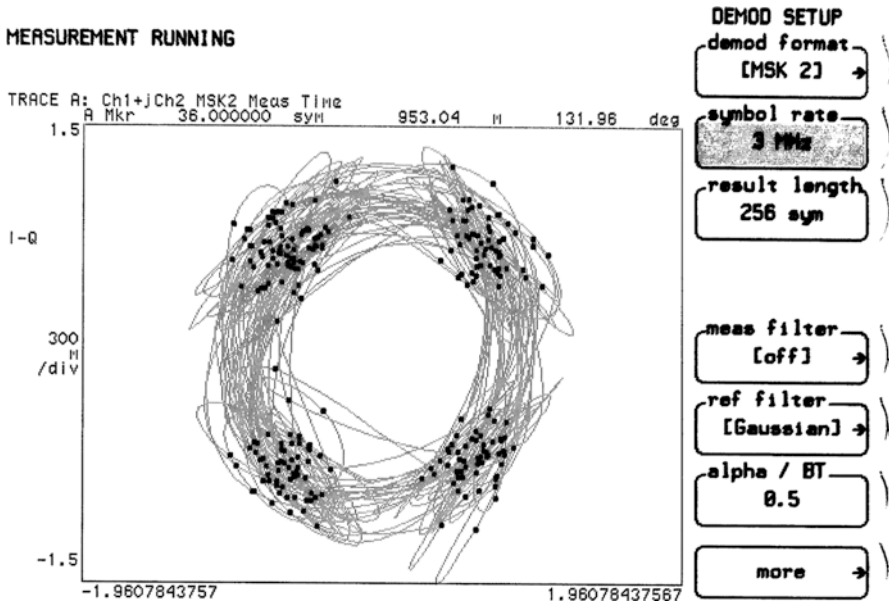 MEASUREMENT RUNNING
TRACE A: Ch1+jCh2 MSK2 Meas Time
A Mkr 36.000000 sym 953.04 m 131.96 deg
1.5
I-Q
300
m
/div
-1.5
-1.9607843757 1.96078437567
DEMOD SETUP
demod format
[MSK 2]
symbol rate
3 MHz
result length
256 sym
meas filter
[off]
ref filter
[Gaussian]
alpha / BT
0.5
more